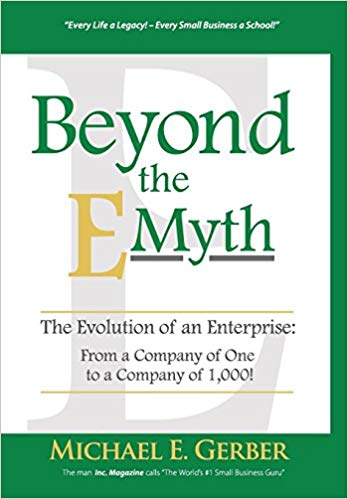 "Every Life a Legacy! – Every Small Business a School!"
Beyond
the
E Myth
The Evolution of an Enterprise:
From a Company of One
to a Company of 1,000!
MICHAEL E. GERBER
The man Inc. Magazine calls "The World's #1 Small Business Guru"